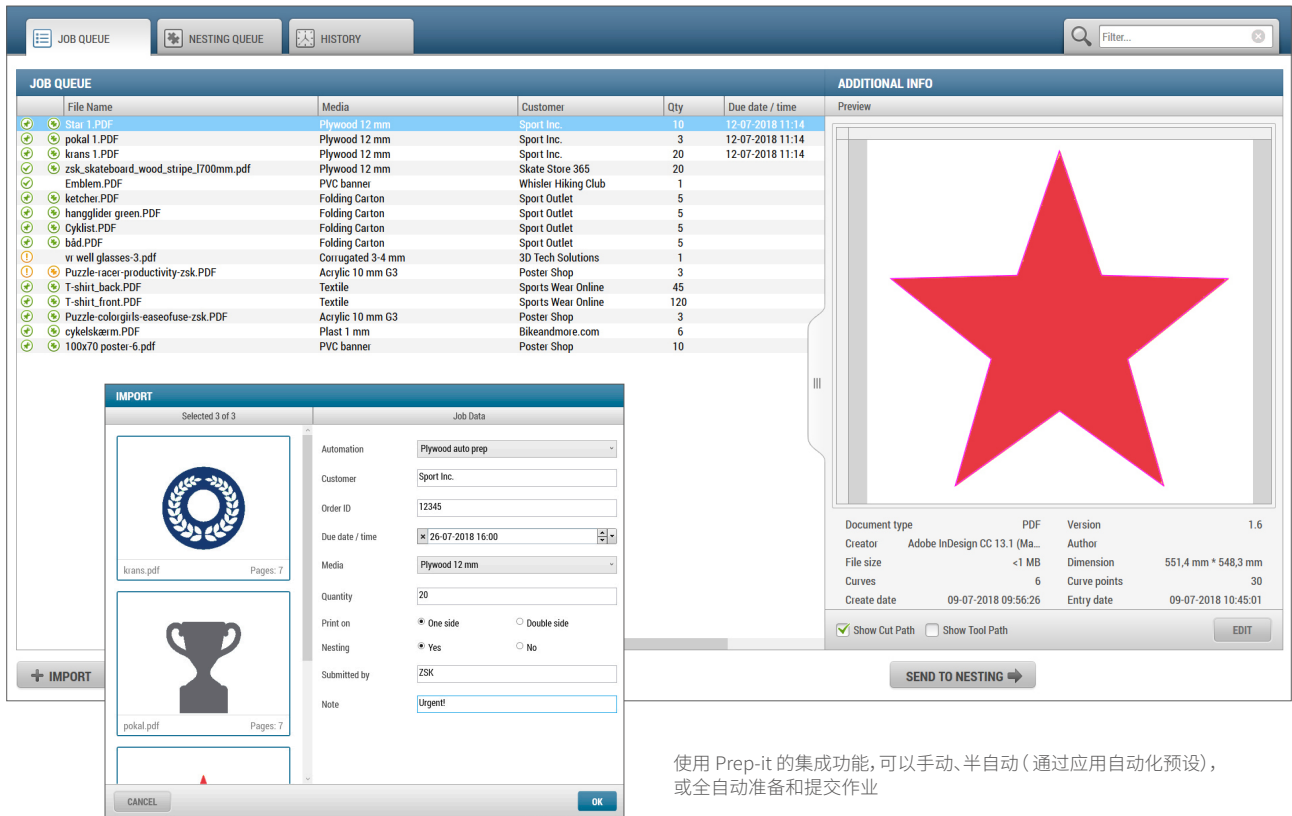 JOB QUEUE NESTING QUEUE HISTORY Filter...
JOB QUEUE
File Name Media Customer Qty Due date / time
Star 1.PDF Plywood 12 mm Sport Inc. 10 12-07-2018 11:14
pokal 1.PDF Plywood 12 mm Sport Inc. 3 12-07-2018 11:14
krans 1.PDF Plywood 12 mm Sport Inc. 20 12-07-2018 11:14
zsk_skateboard_wood_stripe_l700mm.pdf Plywood 12 mm Skate Store 365 20
Emblem.PDF PVC banner Whisler Hiking Club 1
ketcher.PDF Folding Carton Sport Outlet 5
hangglider green.PDF Folding Carton Sport Outlet 5
Cyklist.PDF Folding Carton Sport Outlet 5
båd.PDF Folding Carton Sport Outlet 5
vr well glasses-3.pdf Corrugated 3-4 mm 3D Tech Solutions 1
Puzzle-racer-productivity-zsk.PDF Acrylic 10 mm G3 Poster Shop 3
T-shirt_back.PDF Textile Sports Wear Online 45
T-shirt_front.PDF Textile Sports Wear Online 120
Puzzle-colorgirls-easeofuse-zsk.PDF Acrylic 10 mm G3 Poster Shop 3
cykelskærm.PDF Plast 1 mm Bikeandmore.com 6
100x70 poster-6.pdf PVC banner Poster Shop 10
ADDITIONAL INFO
Preview
Document type PDF Version 1.6
Creator Adobe InDesign CC 13.1 (Ma... Author
File size <1 MB Dimension 551,4 mm * 548,3 mm
Curves 6 Curve points 30
Create date 09-07-2018 09:56:26 Entry date 09-07-2018 10:45:01
Show Cut Path Show Tool Path EDIT
IMPORT SEND TO NESTING
IMPORT
Selected 3 of 3 Job Data
krans.pdf Pages: 7
pokal.pdf Pages: 7
Automation Plywood auto prep
Customer Sport Inc.
Order ID 12345
Due date / time × 26-07-2018 16:00
Media Plywood 12 mm
Quantity 20
Print on One side Double side
Nesting Yes No
Submitted by ZSK
Note Urgent!
CANCEL OK
使用 Prep-it 的集成功能，可以手动、半自动（通过应用自动化预设），
或全自动准备和提交作业